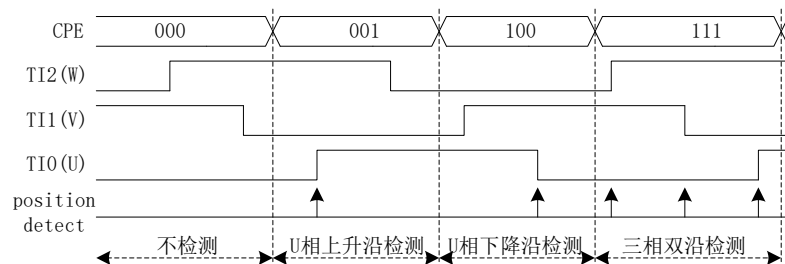 CPE 000 001 100 111
TI2(W)
TI1(V)
TI0(U)
position
detect
不检测 U相上升沿检测 U相下降沿检测 三相双沿检测